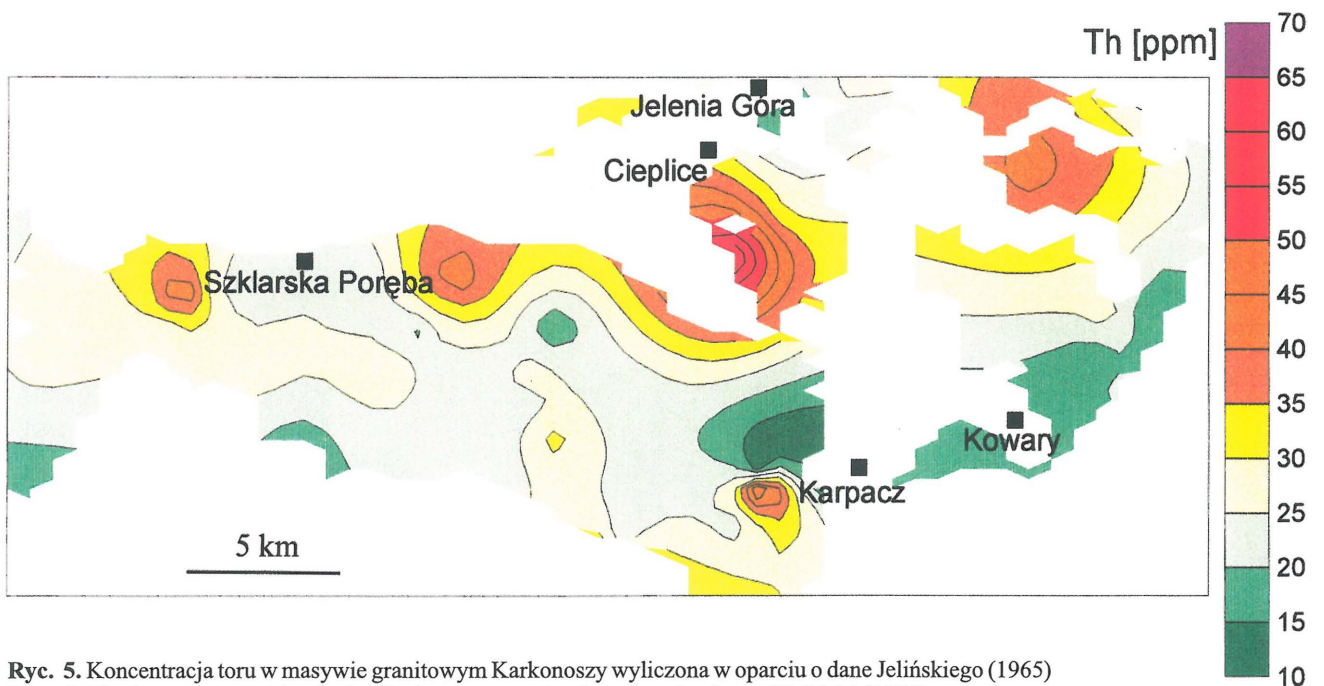 Th [ppm]
70
65
60
55
50
45
40
35
30
25
20
15
10
Jelenia Góra
Cieplice
Szklarska Poręba
Kowary
Karpacz
5 km
Ryc. 5. Koncentracja toru w masywie granitowym Karkonoszy wyliczona w oparciu o dane Jelińskiego (1965)